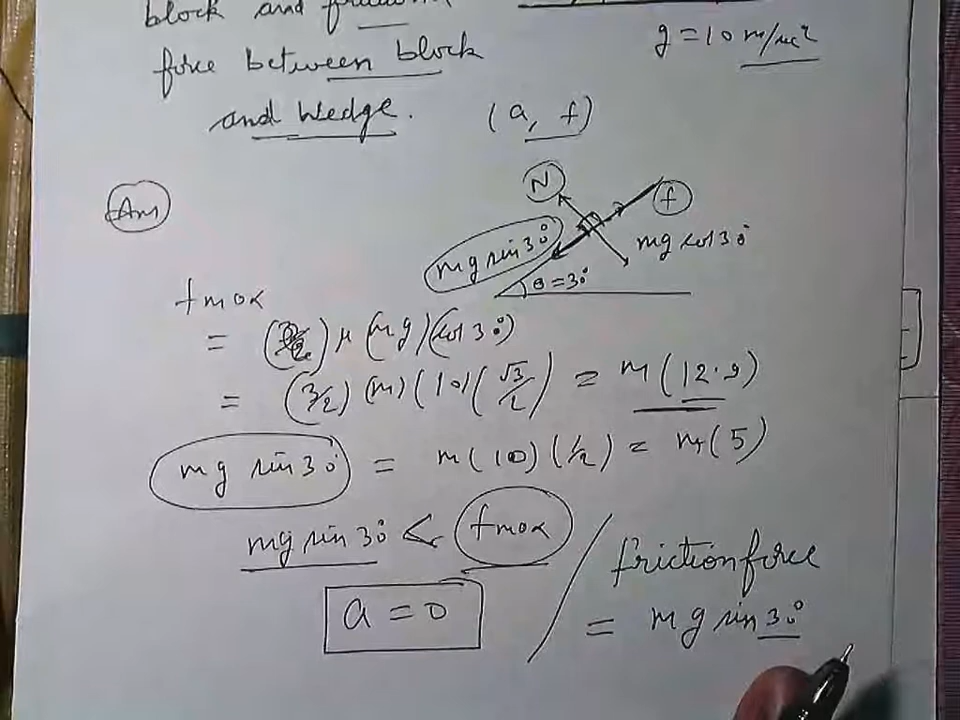 block and
force between block
g = 10 m/sec²
and Wedge. (a, f)
Ans
N
f
mg sin 30°
mg cos 30°
θ = 30°
f max
= μ (mg) (cos 30°)
= (3/2) (m) (10) (√3/2) = m (12.9)
mg sin 30° = m (10) (1/2) = m (5)
mg sin 30° < f max
friction force
a = 0
= mg sin 30°